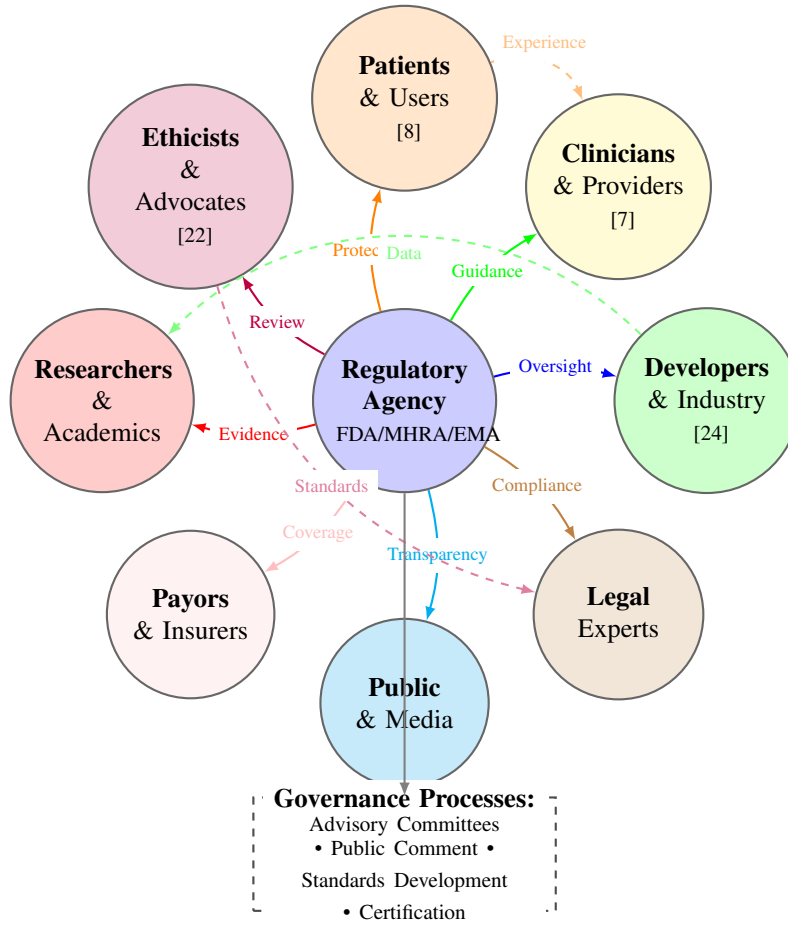 Experience
Patients
& Users
[8]
Ethicists
&
Advocates
[22]
Clinicians
& Providers
[7]
Protec
Data
Guidance
Review
Regulatory
Agency
FDA/MHRA/EMA
Oversight
Developers
& Industry
[24]
Researchers
&
Academics
Evidence
Standards
Compliance
Coverage
Transparency
Payors
& Insurers
Legal
Experts
Public
& Media
Governance Processes:
Advisory Committees
• Public Comment •
Standards Development
• Certification